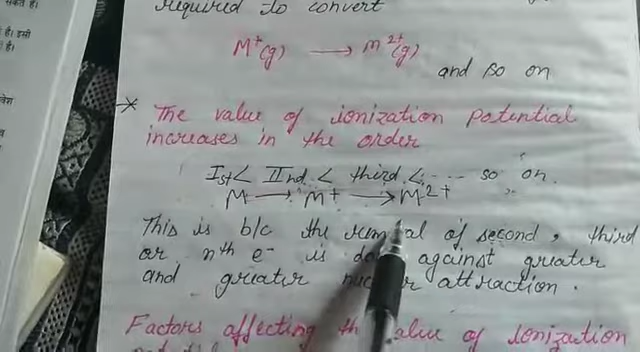 required to convert
M⁺(g) → m²⁺(g)
and so on
* The value of ionization potential
increases in the order
Ist < IInd < third < ---- so on.
M → m+ → M2+
This is b/c the of second, third
or nth e⁻ is against greater
and greater attraction.
Factors affecting the value of Ionization